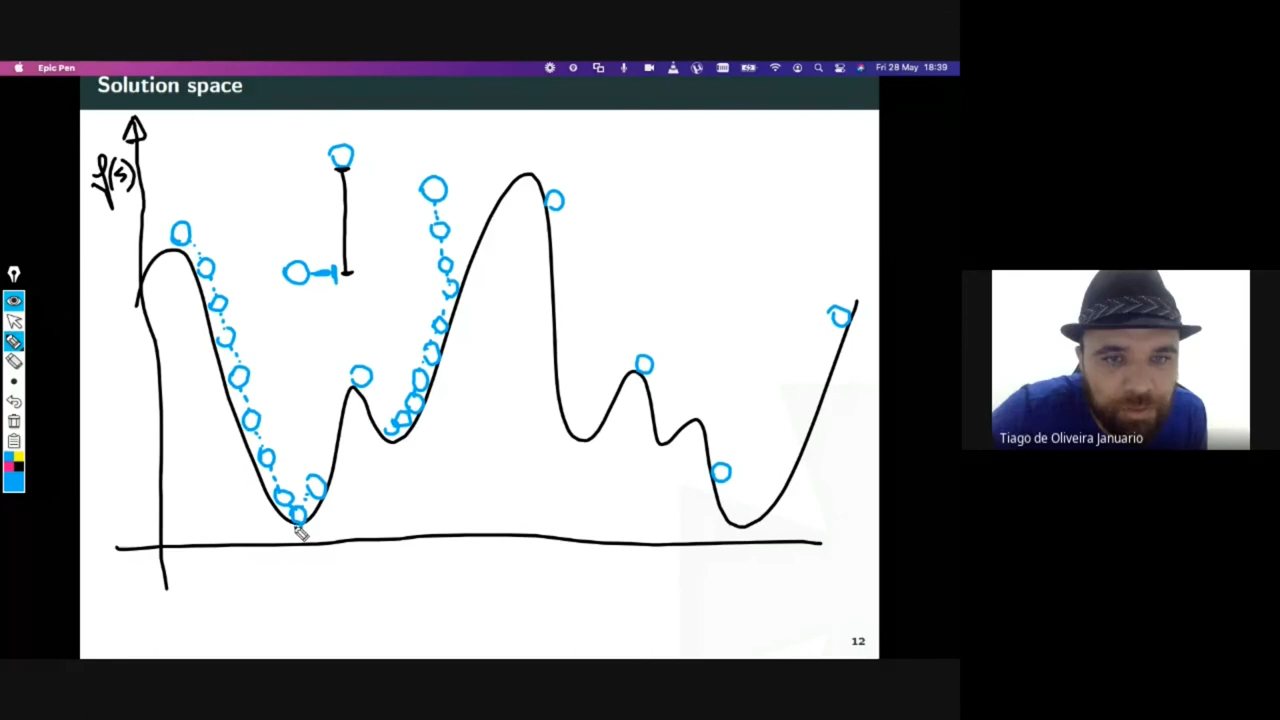 Epic Pen
Fri 28 May 18:39
Solution space
f(s)
Tiago de Oliveira Januario
12